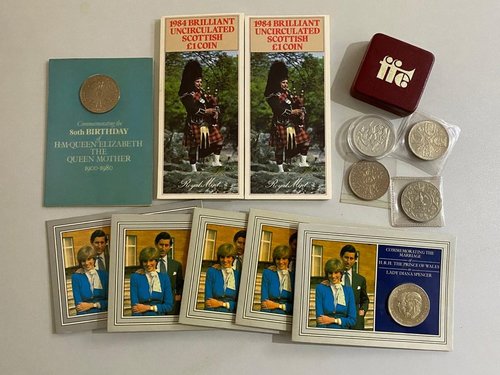 Commemorating the
80th BIRTHDAY
of
H·M·QUEEN ELIZABETH
THE
QUEEN MOTHER
1900-1980
1984 BRILLIANT
UNCIRCULATED
SCOTTISH
£1 COIN
Royal Mint
1984 BRILLIANT
UNCIRCULATED
SCOTTISH
£1 COIN
Royal Mint
ffc
COMMEMORATING THE
MARRIAGE
of
H.R.H. THE PRINCE OF WALES
to
LADY DIANA SPENCER